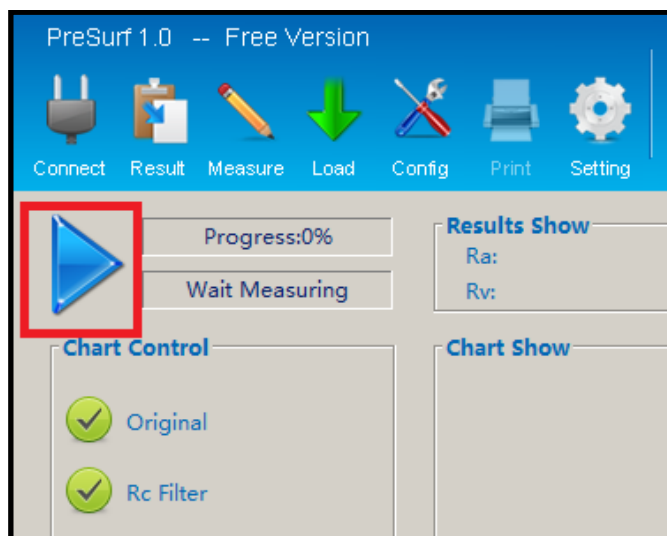 PreSurf 1.0  --  Free Version
Connect Result Measure Load Config Print Setting
Progress:0%
Wait Measuring
Results Show
Ra:
Rv:
Chart Control
Original
Rc Filter
Chart Show